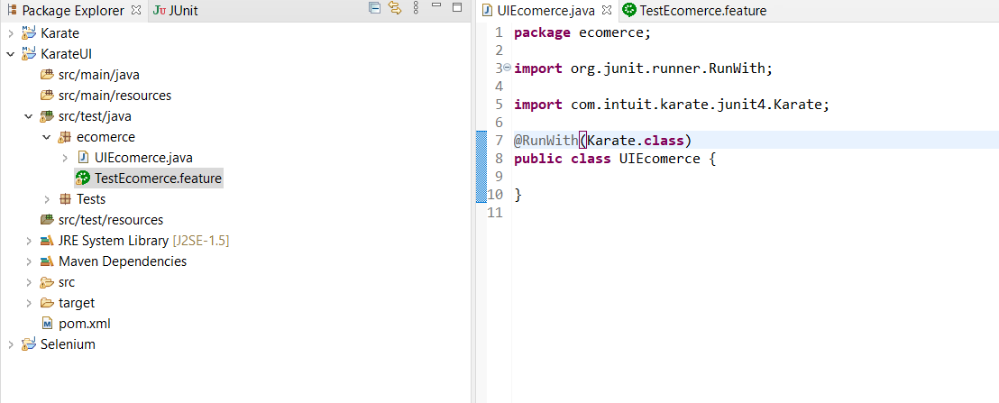 Package Explorer
JUnit
Karate
KarateUI
src/main/java
src/main/resources
src/test/java
ecomerce
UIEcomerce.java
TestEcomerce.feature
Tests
src/test/resources
JRE System Library [J2SE-1.5]
Maven Dependencies
src
target
pom.xml
Selenium
UIEcomerce.java TestEcomerce.feature
1 package ecomerce;
2
3 import org.junit.runner.RunWith;
4
5 import com.intuit.karate.junit4.Karate;
6
7 @RunWith(Karate.class)
8 public class UIEcomerce {
9
10 }
11